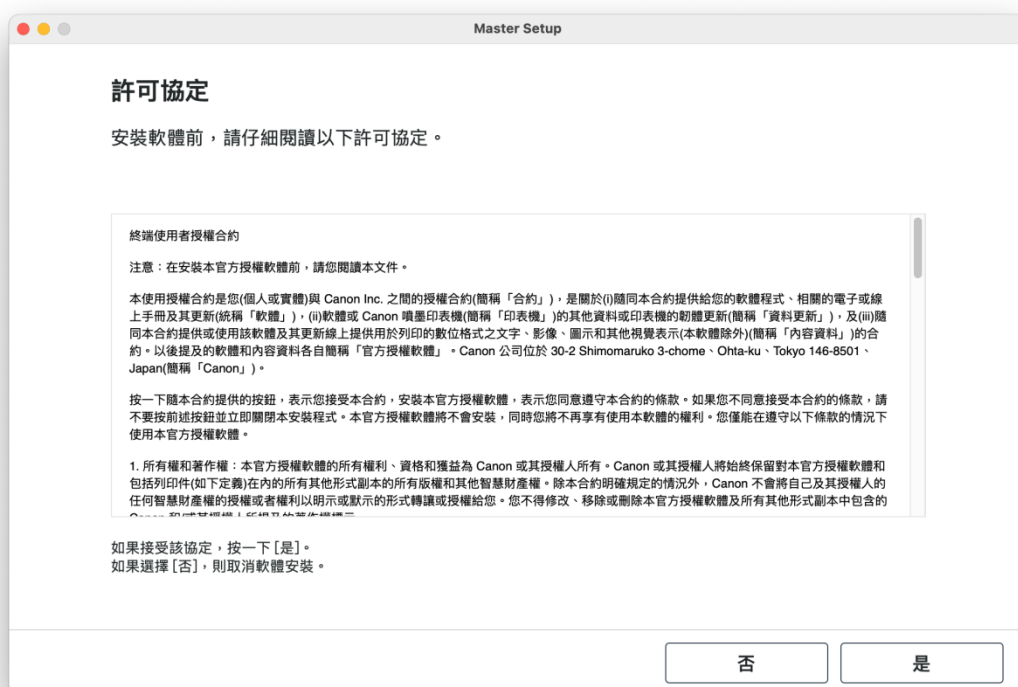 Master Setup
許可協定
安裝軟體前，請仔細閱讀以下許可協定。
終端使用者授權合約
注意：在安裝本官方授權軟體前，請您閱讀本文件。
本使用授權合約是您(個人或實體)與 Canon Inc. 之間的授權合約(簡稱「合約」)，是關於(i)隨同本合約提供給您的軟體程式、相關的電子或線
上手冊及其更新(統稱「軟體」)，(ii)軟體或 Canon 噴墨印表機(簡稱「印表機」)的其他資料或印表機的韌體更新(簡稱「資料更新」)，及(iii)隨
同本合約提供或使用該軟體及其更新線上提供用於列印的數位格式之文字、影像、圖示和其他視覺表示(本軟體除外)(簡稱「內容資料」)的合
約。以後提及的軟體和內容資料各自簡稱「官方授權軟體」。Canon 公司位於 30-2 Shimomaruko 3-chome、Ohta-ku、Tokyo 146-8501、
Japan(簡稱「Canon」)。
按一下隨本合約提供的按鈕，表示您接受本合約，安裝本官方授權軟體，表示您同意遵守本合約的條款。如果您不同意接受本合約的條款，請
不要按前述按鈕並立即關閉本安裝程式。本官方授權軟體將不會安裝，同時您將不再享有使用本軟體的權利。您僅能在遵守以下條款的情況下
使用本官方授權軟體。
1. 所有權和著作權：本官方授權軟體的所有權利、資格和獲益為 Canon 或其授權人所有。Canon 或其授權人將始終保留對本官方授權軟體和
包括列印件(如下定義)在內的所有其他形式副本的所有版權和其他智慧財產權。除本合約明確規定的情況外，Canon 不會將自己及其授權人的
任何智慧財產權的授權或者權利以明示或默示的形式轉讓或授權給您。您不得修改、移除或刪除本官方授權軟體及所有其他形式副本中包含的
如果接受該協定，按一下 [是]。
如果選擇 [否]，則取消軟體安裝。
否
是